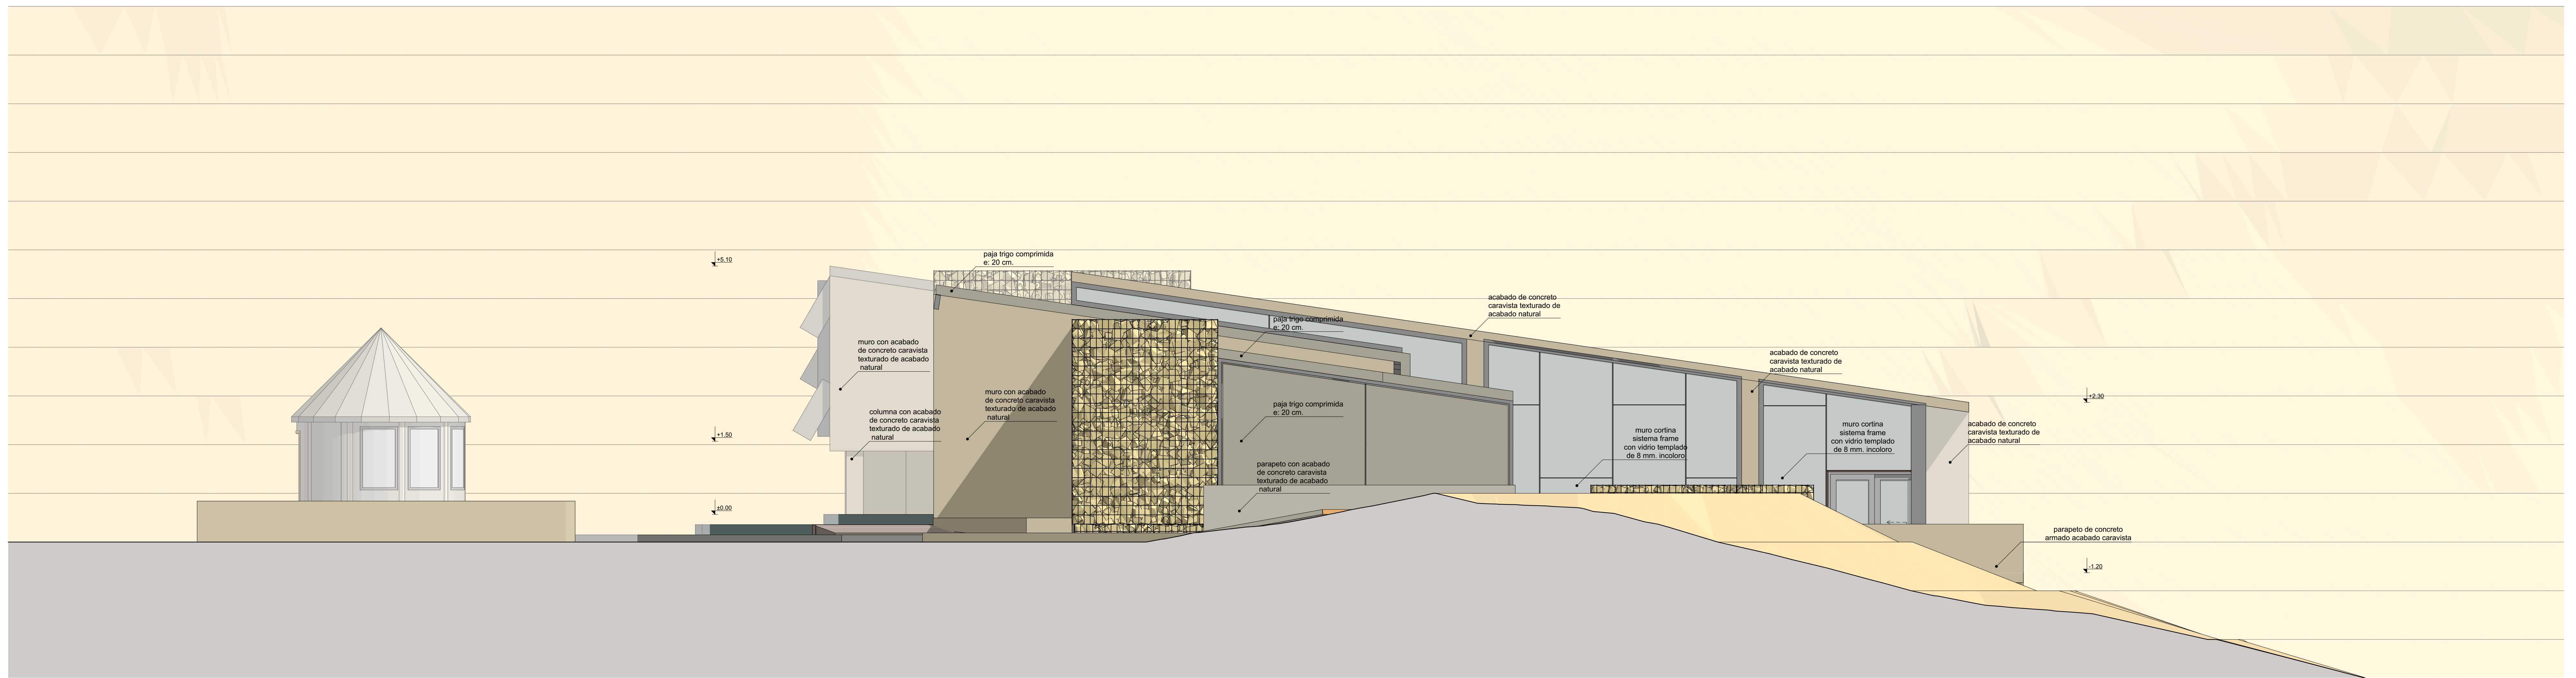 paja trigo comprimida
e: 20 cm.
+5.10
acabado de concreto
caravista texturado de
acabado natural
paja trigo comprimida
e: 20 cm.
muro con acabado
de concreto caravista
texturado de acabado
natural
acabado de concreto
caravista texturado de
acabado natural
muro con acabado
de concreto caravista
texturado de acabado
natural
+2.30
paja trigo comprimida
e: 20 cm.
columna con acabado
de concreto caravista
texturado de acabado
natural
+1.50
muro cortina
sistema frame
con vidrio templado
de 8 mm. incoloro
muro cortina
sistema frame
con vidrio templado
de 8 mm. incoloro
acabado de concreto
caravista texturado de
acabado natural
parapeto con acabado
de concreto caravista
texturado de acabado
natural
±0.00
parapeto de concreto
armado acabado caravista
-1.20